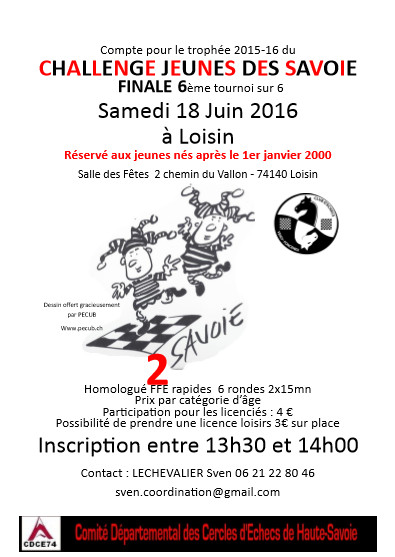 Compte pour le trophée 2015-16 du
CHALLENGE JEUNES DES SAVOIE
FINALE 6ème tournoi sur 6
Samedi 18 Juin 2016
à Loisin
Réservé aux jeunes nés après le 1er janvier 2000
Salle des Fêtes 2 chemin du Vallon - 74140 Loisin
Dessin offert gracieusement
par PECUB
Www.pecub.ch
SAVOIE
2
Homologué FFE rapides 6 rondes 2x15mn
Prix par catégorie d'âge
Participation pour les licenciés : 4 €
Possibilité de prendre une licence loisirs 3€ sur place
Inscription entre 13h30 et 14h00
Contact : LECHEVALIER Sven 06 21 22 80 46
sven.coordination@gmail.com
CDCE74
Comité Départemental des Cercles d'Echecs de Haute-Savoie